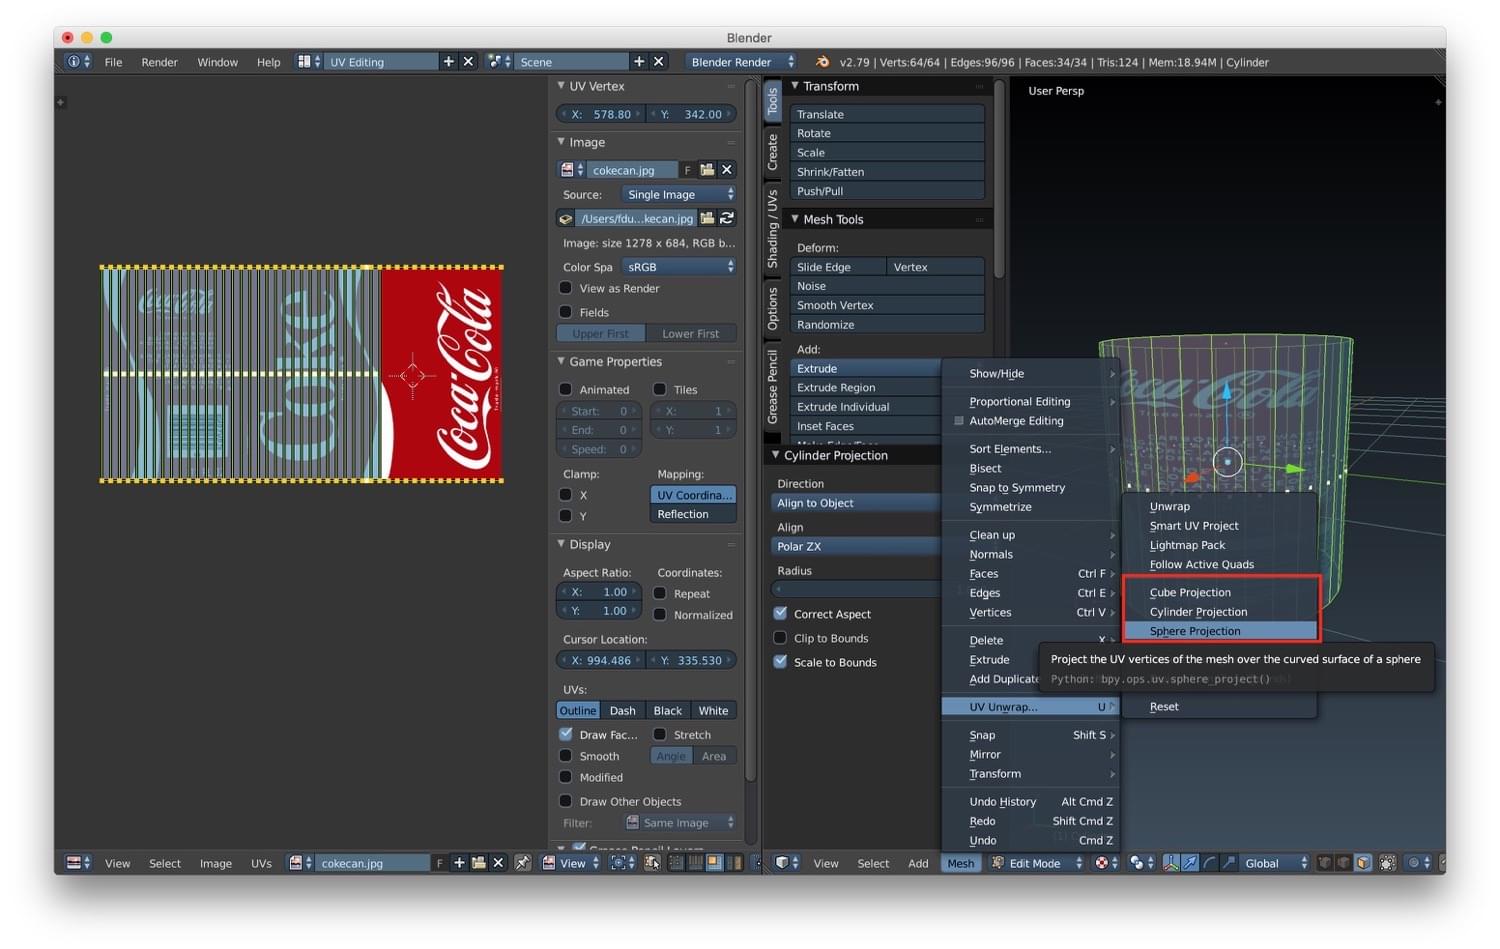 Blender
File Render Window Help UV Editing Scene Blender Render v2.79 | Verts:64/64 | Edges:96/96 | Faces:34/34 | Tris:124 | Mem:18.94M | Cylinder
UV Vertex
X: 578.80 Y: 342.00
Image
cokecan.jpg F
Source: Single Image
/Users/fdu...kecan.jpg
Image: size 1278 x 684, RGB b...
Color Spa sRGB
View as Render
Fields
Upper First Lower First
Game Properties
Animated Tiles
Start: 0 X: 1
End: 0 Y: 1
Speed: 0
Clamp: Mapping:
X UV Coordina...
Y Reflection
Display
Aspect Ratio: Coordinates:
X: 1.00 Repeat
Y: 1.00 Normalized
Cursor Location:
X: 994.486 Y: 335.530
UVs:
Outline Dash Black White
Draw Fac... Stretch
Smooth Angle Area
Modified
Draw Other Objects
Filter: Same Image
Coca-Cola
Coke
Tools
Create
Shading / UVs
Options
Grease Pencil
Transform
Translate
Rotate
Scale
Shrink/Fatten
Push/Pull
Mesh Tools
Deform:
Slide Edge Vertex
Noise
Smooth Vertex
Randomize
Add:
Extrude
Extrude Region
Extrude Individual
Inset Faces
Cylinder Projection
Direction
Align to Object
Align
Polar ZX
Radius
Correct Aspect
Clip to Bounds
Scale to Bounds
User Persp
Coca-Cola
Show/Hide
Proportional Editing
AutoMerge Editing
Sort Elements...
Bisect
Snap to Symmetry
Symmetrize
Clean up
Normals
Faces Ctrl F
Edges Ctrl E
Vertices Ctrl V
Delete X
Extrude
Add Duplicate
UV Unwrap... U
Snap Shift S
Mirror
Transform
Undo History Alt Cmd Z
Redo Shift Cmd Z
Undo Cmd Z
Unwrap
Smart UV Project
Lightmap Pack
Follow Active Quads
Cube Projection
Cylinder Projection
Sphere Projection
Project the UV vertices of the mesh over the curved surface of a sphere
Python: bpy.ops.uv.sphere_project()
Reset
View Select Image UVs cokecan.jpg F View
View Select Add Mesh Edit Mode Global